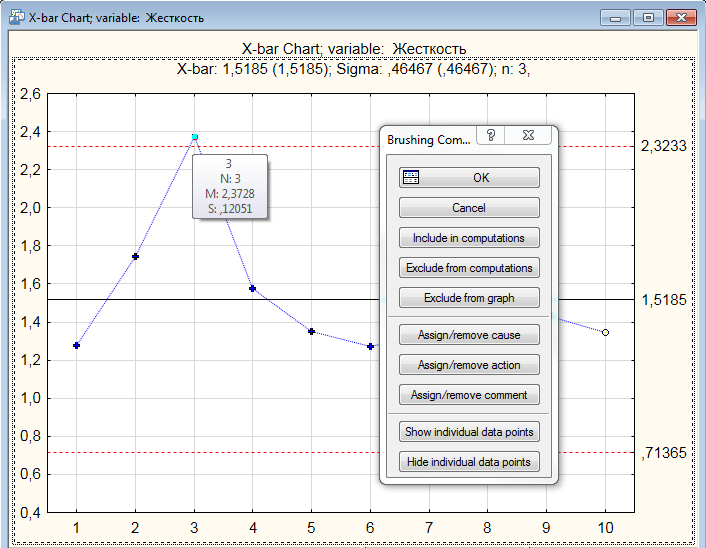 X-bar Chart; variable: Жесткость
X-bar Chart; variable: Жесткость
X-bar: 1,5185 (1,5185); Sigma: ,46467 (,46467); n: 3,
2,6
2,4
2,2
2,0
1,8
1,6
1,4
1,2
1,0
0,8
0,6
0,4
2,3233
1,5185
,71365
3
N: 3
M: 2,3728
S: ,12051
Brushing Com...
OK
Cancel
Include in computations
Exclude from computations
Exclude from graph
Assign/remove cause
Assign/remove action
Assign/remove comment
Show individual data points
Hide individual data points
1 2 3 4 5 6 7 8 9 10